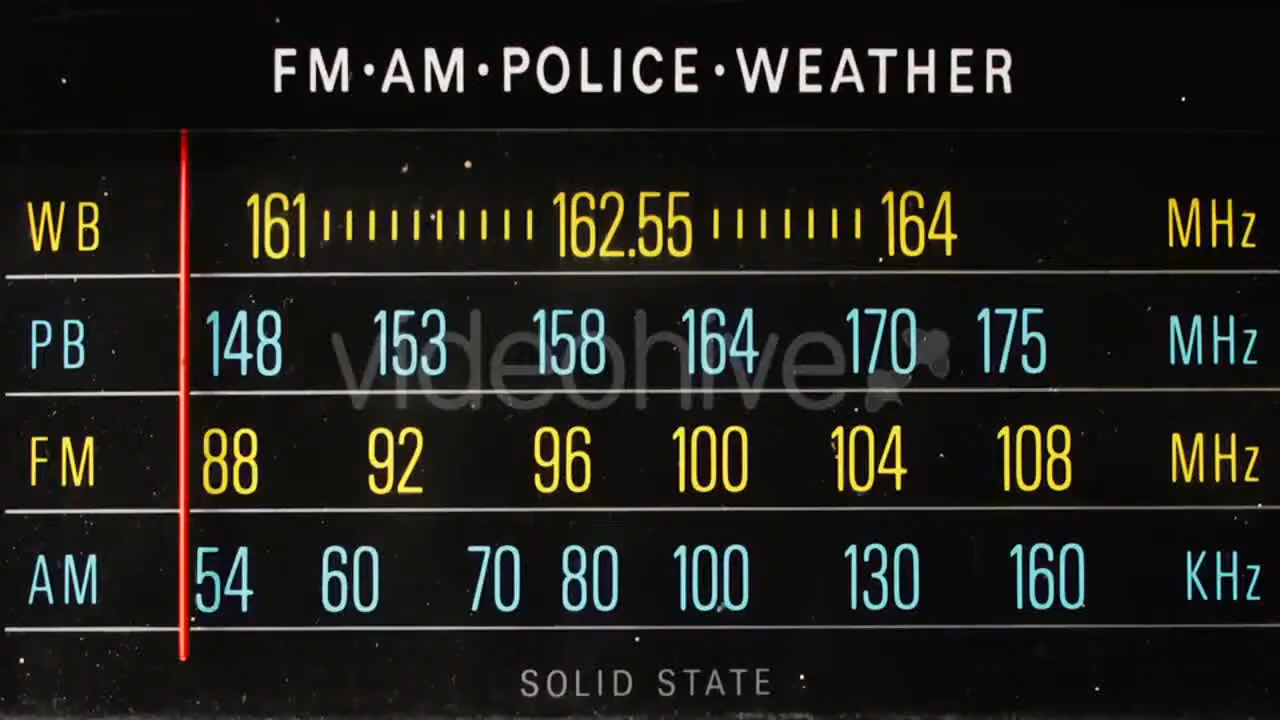 FM·AM·POLICE·WEATHER
WB 161 162.55 164 MHz
PB 148 153 158 164 170 175 MHz
videohive
FM 88 92 96 100 104 108 MHz
AM 54 60 70 80 100 130 160 KHz
SOLID STATE